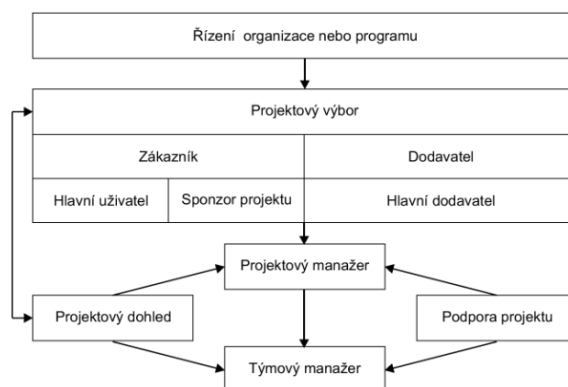 Řízení organizace nebo programu
Projektový výbor
Zákazník
Dodavatel
Hlavní uživatel
Sponzor projektu
Hlavní dodavatel
Projektový manažer
Projektový dohled
Podpora projektu
Týmový manažer